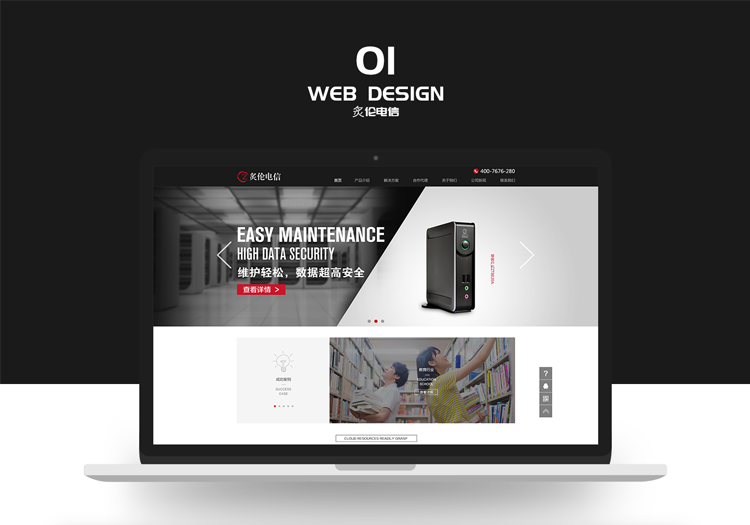 01
WEB DESIGN
炙伦电信
炙伦电信
400-7676-280
首页 产品介绍 解决方案 合作代理 关于我们 公司新闻 联系我们
EASY MAINTENANCE
HIGH DATA SECURITY
维护轻松，数据超高安全
查看详情 >
成功案例
SUCCESS
CASE
教育行业
EDUCATION
SCHOOL
?
CLOUD RESOURCES READILY GRASP